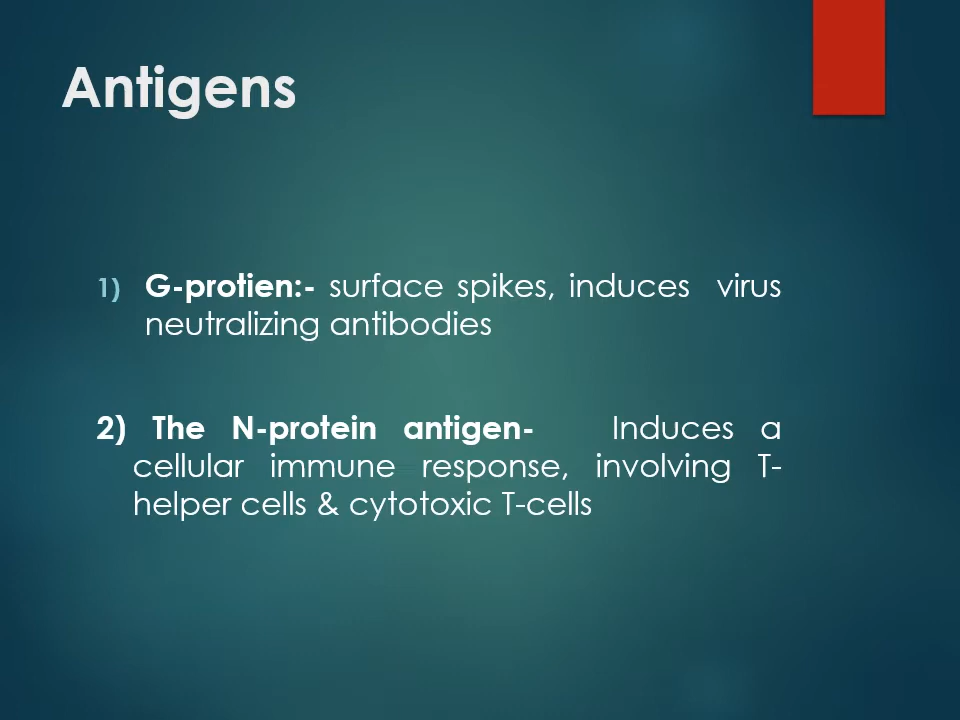 Antigens
1) G-protien:- surface spikes, induces virus
neutralizing antibodies
2) The N-protein antigen- Induces a
cellular immune response, involving T-
helper cells & cytotoxic T-cells